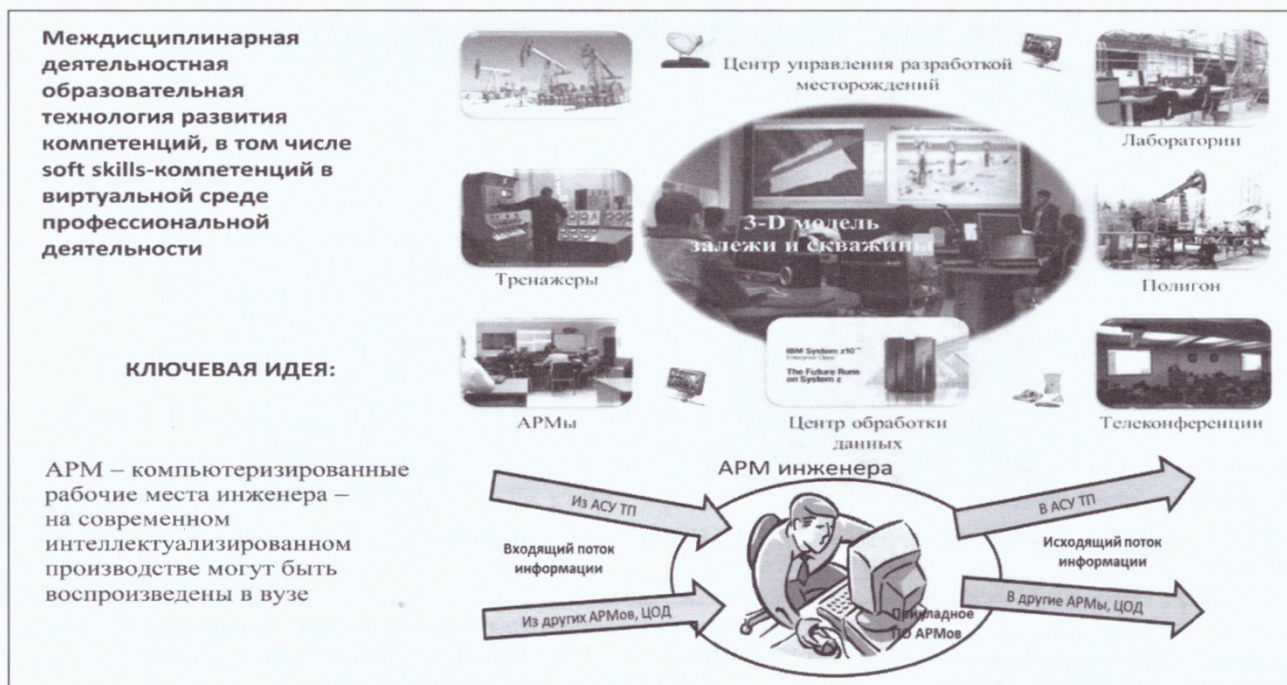 Междисциплинарная
деятельностная
образовательная
технология развития
компетенций, в том числе
soft skills-компетенций в
виртуальной среде
профессиональной
деятельности
КЛЮЧЕВАЯ ИДЕЯ:
АРМ – компьютеризированные
рабочие места инженера –
на современном
интеллектуализированном
производстве могут быть
воспроизведены в вузе
Центр управления разработкой
месторождений
Лаборатории
3-D модель
залежи и скважины
Тренажеры
Полигон
IBM System z10™
Enterprise Class
The Future Runs
on System z
АРМы
Центр обработки
данных
Телеконференции
АРМ инженера
Из АСУ ТП
В АСУ ТП
Входящий поток
информации
Исходящий поток
информации
Из других АРМов, ЦОД
В другие АРМы, ЦОД
Прикладное
ПО АРМов